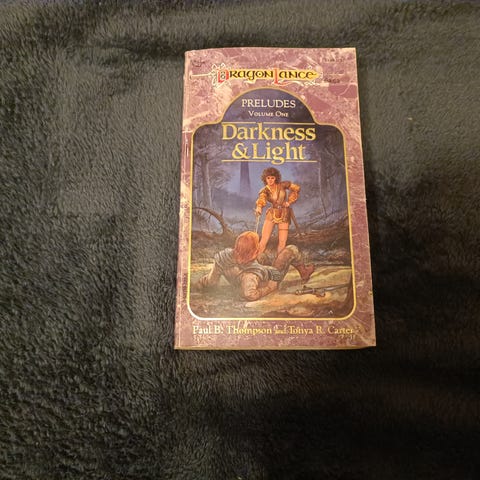 DRAGONLANCE
PRELUDES
VOLUME ONE
Darkness
& Light
Paul B. Thompson and Tonya R. Carter